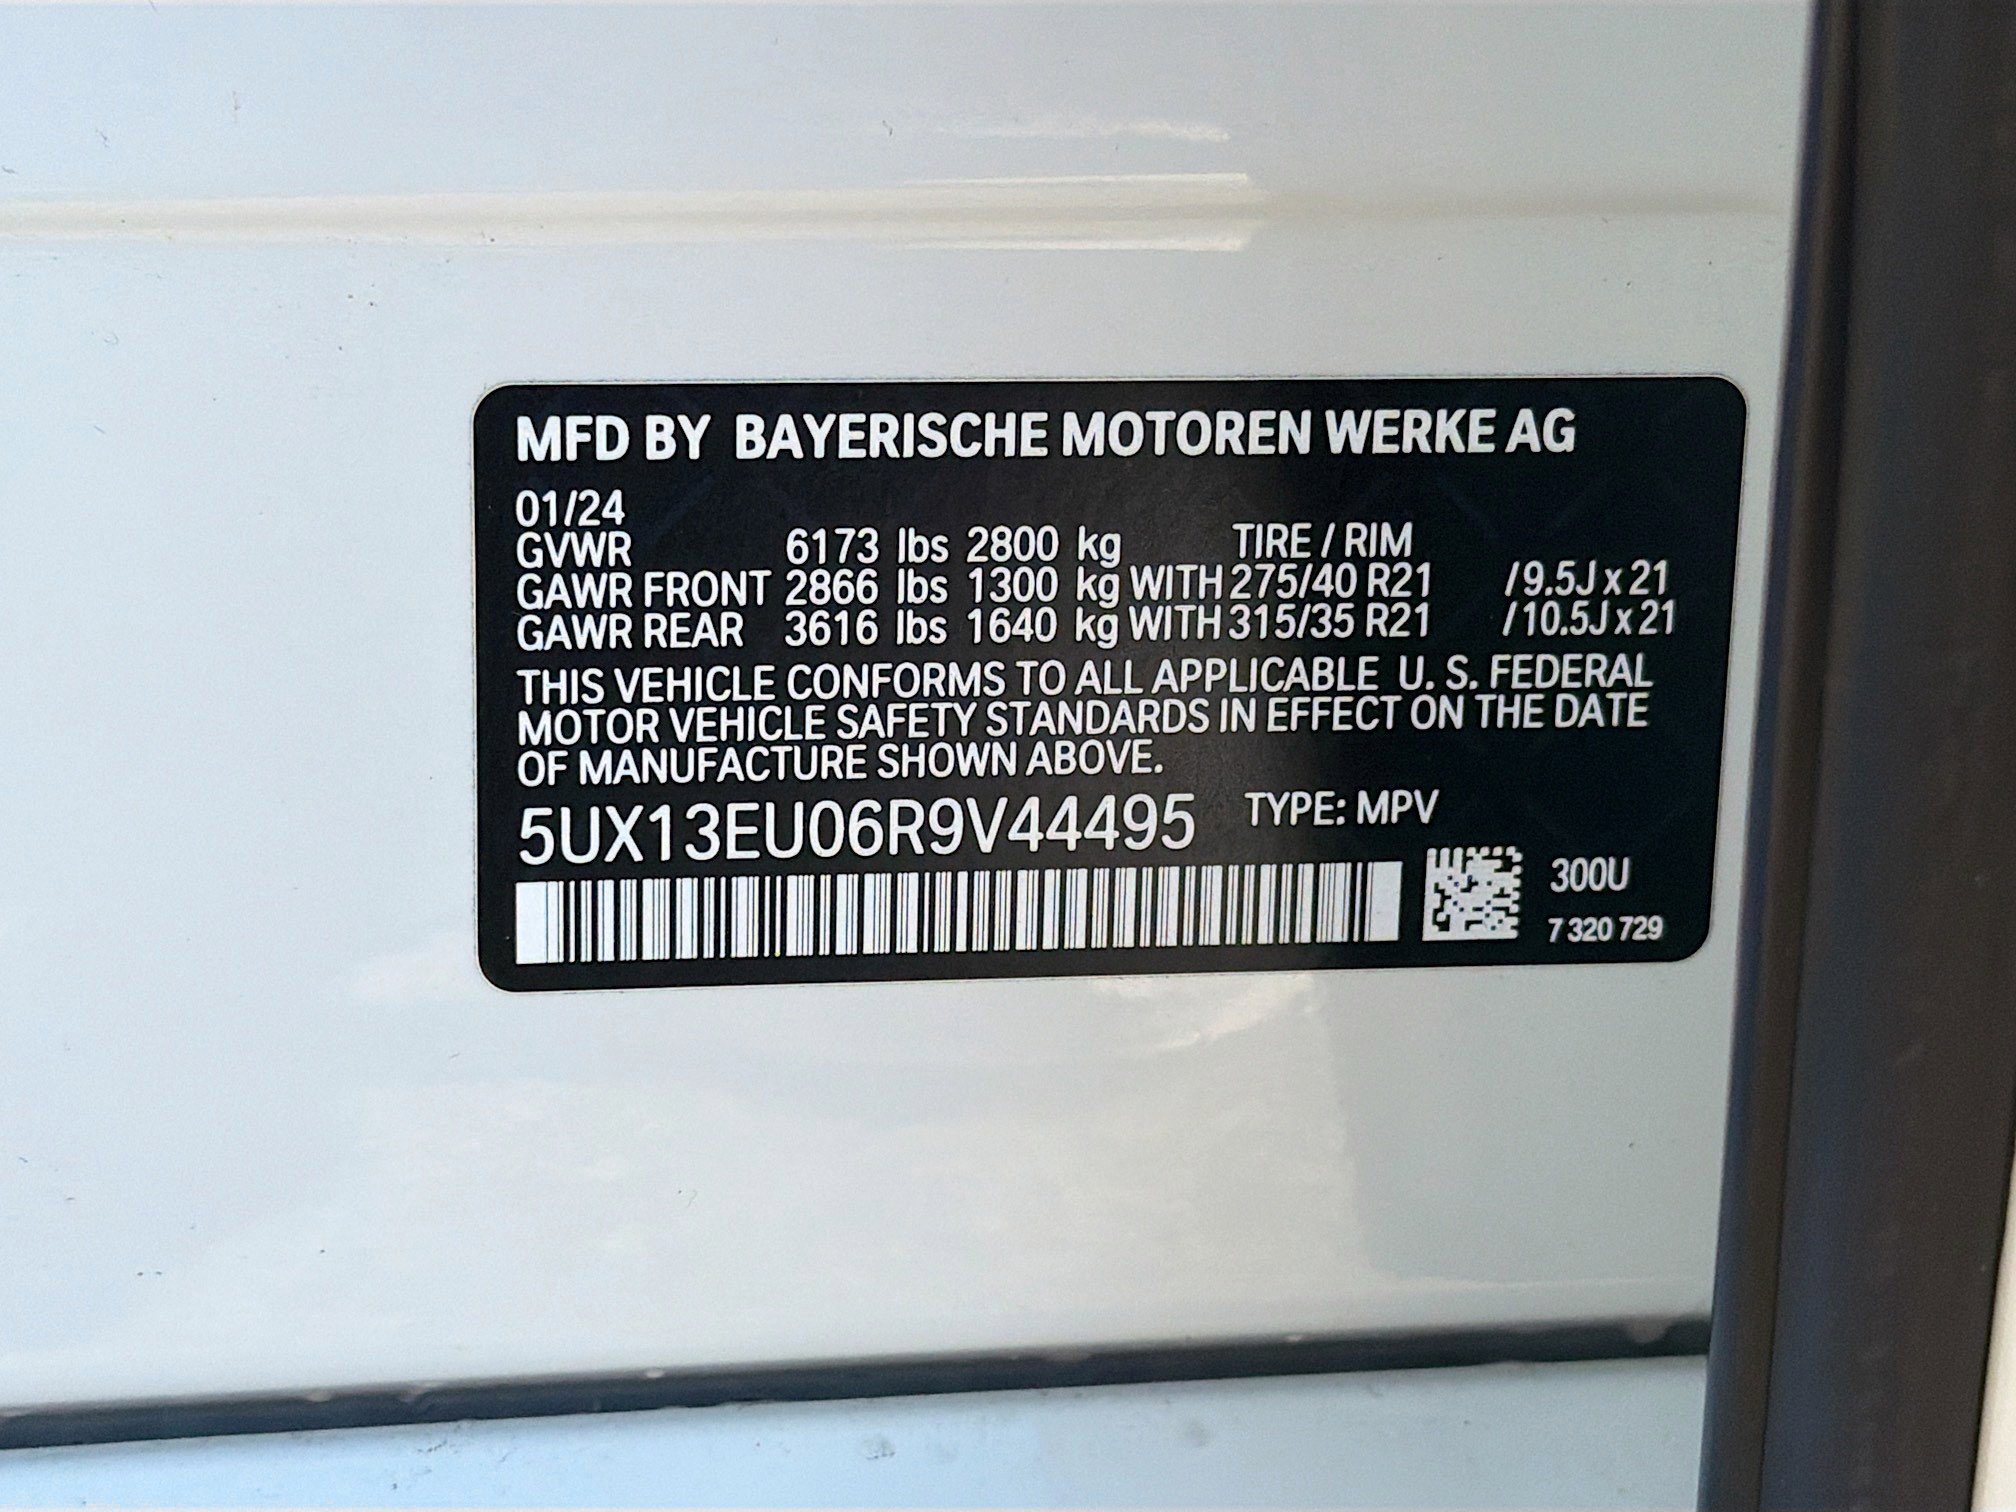 MFD BY BAYERISCHE MOTOREN WERKE AG
01/24
GVWR 6173 lbs 2800 kg TIRE / RIM
GAWR FRONT 2866 lbs 1300 kg WITH 275/40 R21 /9.5J x 21
GAWR REAR 3616 lbs 1640 kg WITH 315/35 R21 /10.5J x 21
THIS VEHICLE CONFORMS TO ALL APPLICABLE U. S. FEDERAL
MOTOR VEHICLE SAFETY STANDARDS IN EFFECT ON THE DATE
OF MANUFACTURE SHOWN ABOVE.
5UX13EU06R9V44495 TYPE: MPV
300U
7 320 729